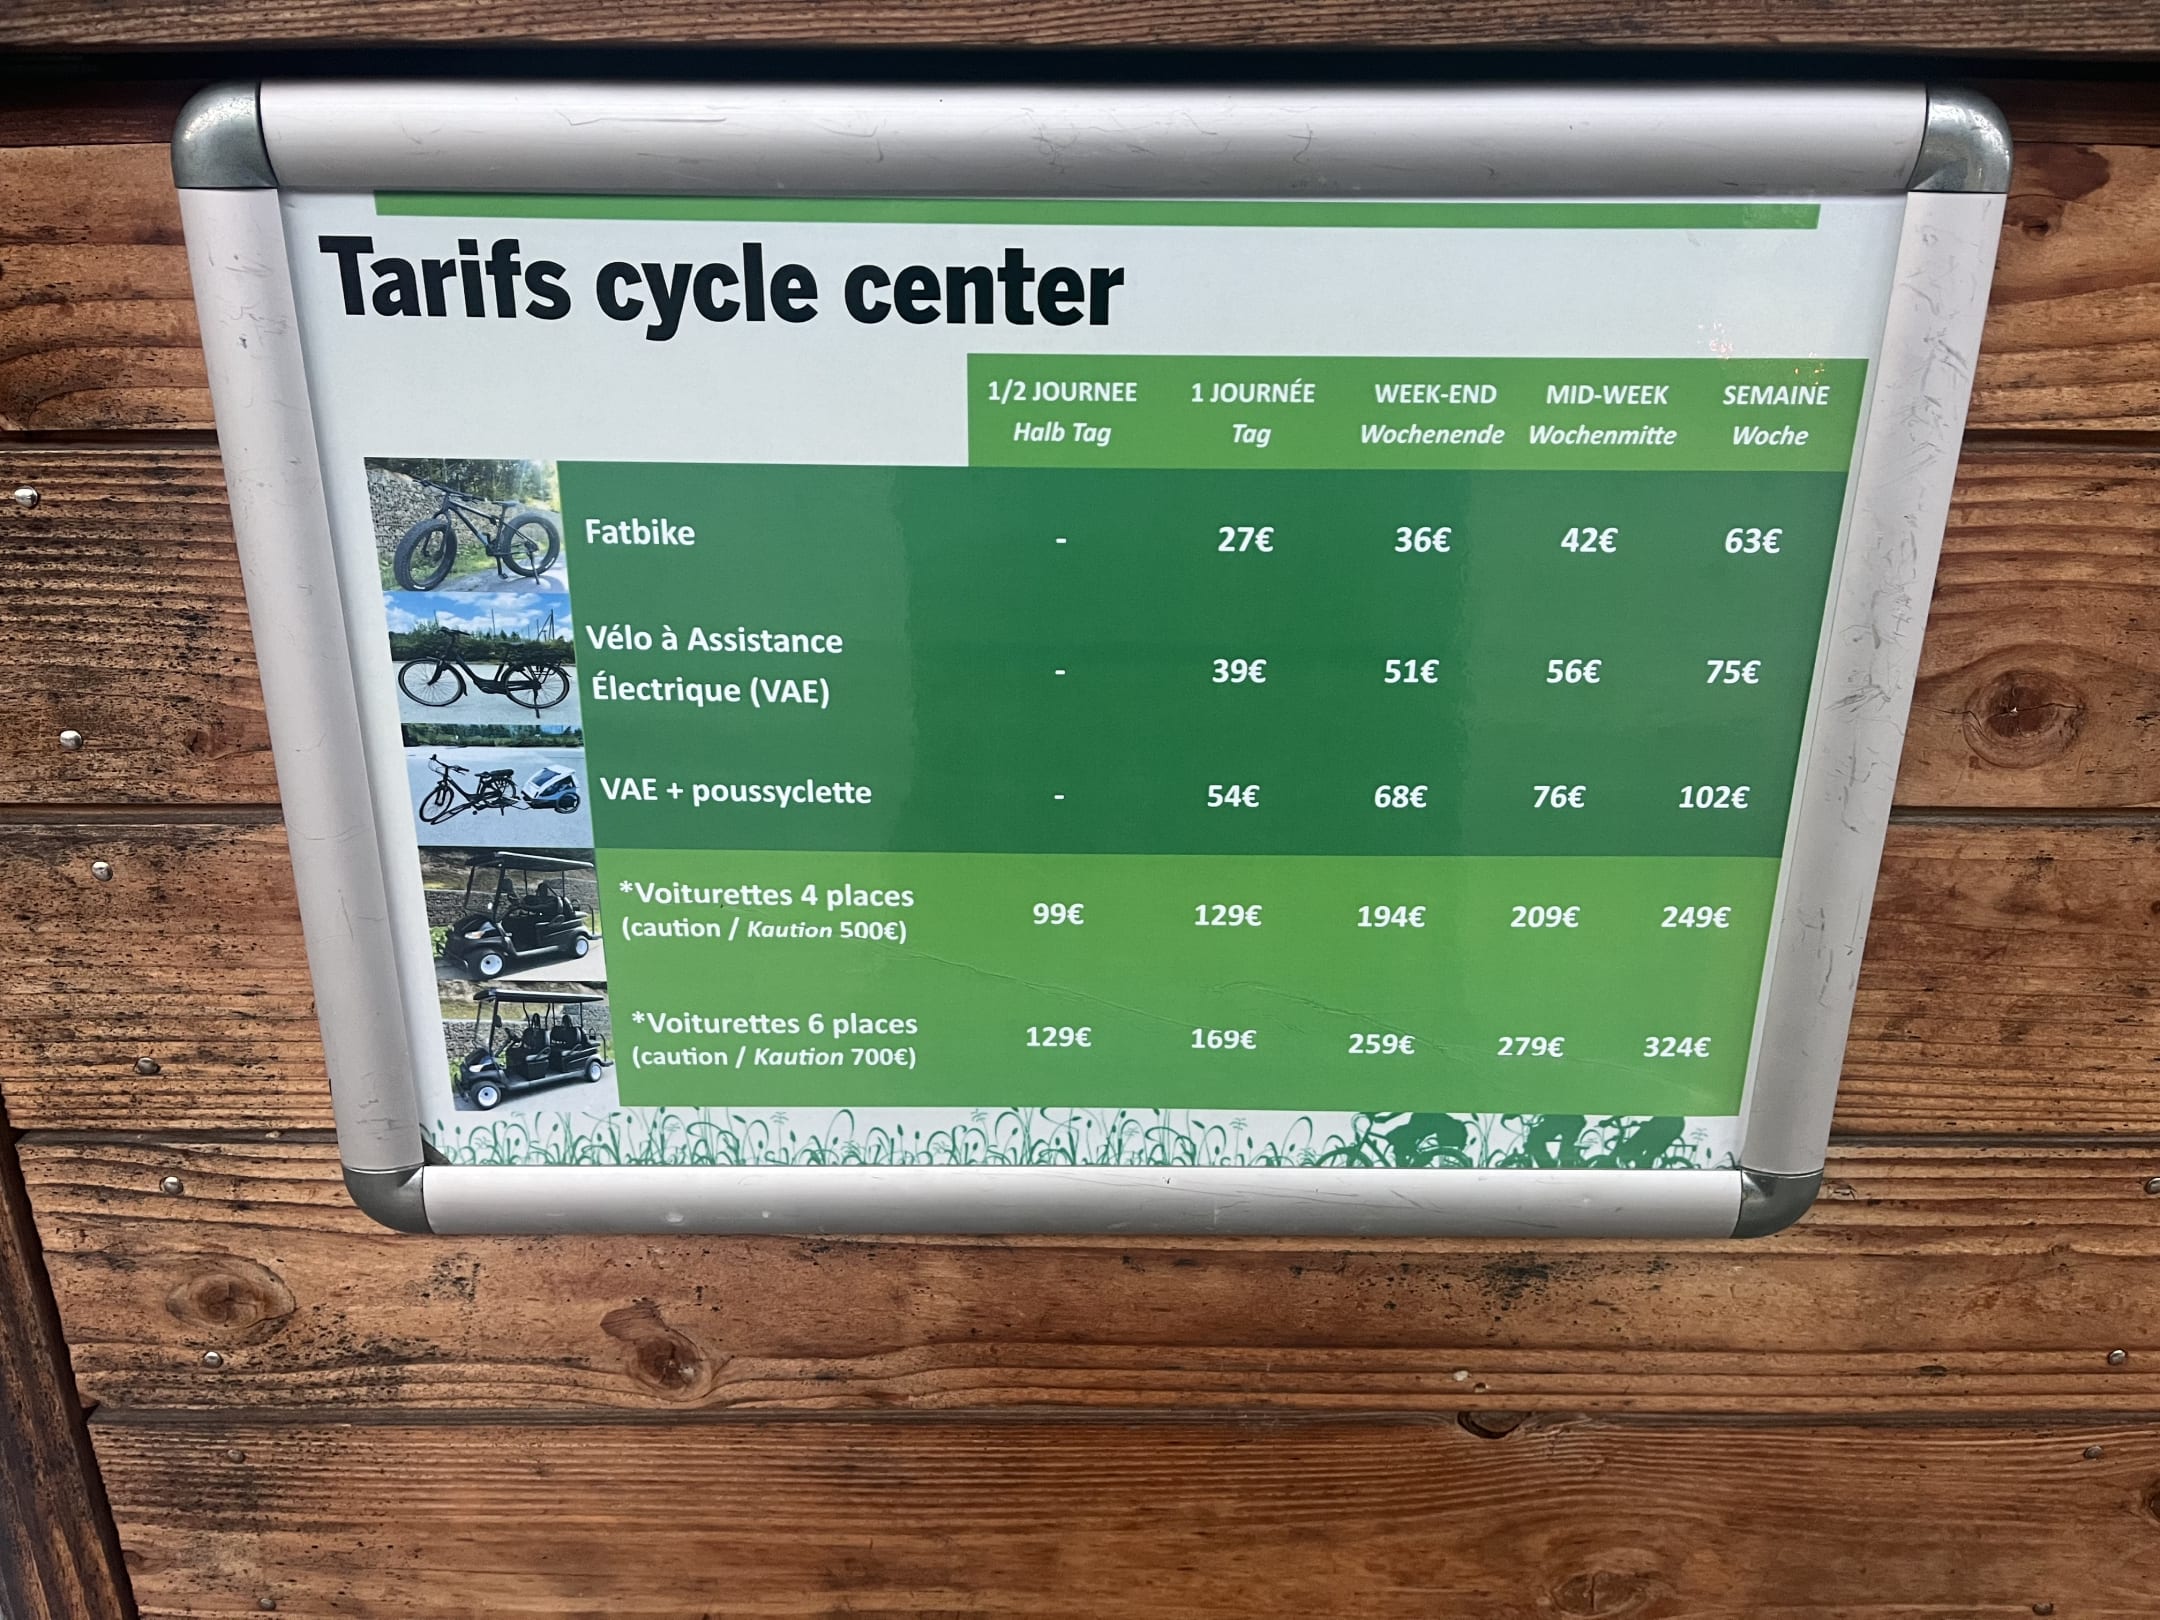 Tarifs cycle center
1/2 JOURNEE 1 JOURNÉE WEEK-END MID-WEEK SEMAINE
Halb Tag Tag Wochenende Wochenmitte Woche
Fatbike - 27€ 36€ 42€ 63€
Vélo à Assistance
Électrique (VAE) - 39€ 51€ 56€ 75€
VAE + poussyclette - 54€ 68€ 76€ 102€
*Voiturettes 4 places 99€ 129€ 194€ 209€ 249€
(caution / Kaution 500€)
*Voiturettes 6 places 129€ 169€ 259€ 279€ 324€
(caution / Kaution 700€)